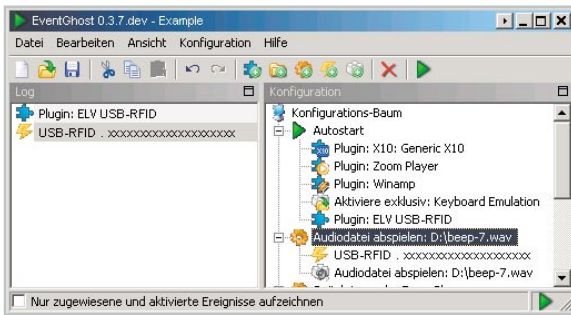 EventGhost 0.3.7.dev - Example
Datei Bearbeiten Ansicht Konfiguration Hilfe
Log
Plugin: ELV USB-RFID
USB-RFID . xxxxxxxxxxxxxxxxxxxx
Konfiguration
Konfigurations-Baum
Autostart
X10 Plugin: X10: Generic X10
Plugin: Zoom Player
Plugin: Winamp
Aktiviere exklusiv: Keyboard Emulation
Plugin: ELV USB-RFID
Audiodatei abspielen: D:\beep-7.wav
USB-RFID . xxxxxxxxxxxxxxxxxxxx
Audiodatei abspielen: D:\beep-7.wav
Nur zugewiesene und aktivierte Ereignisse aufzeichnen